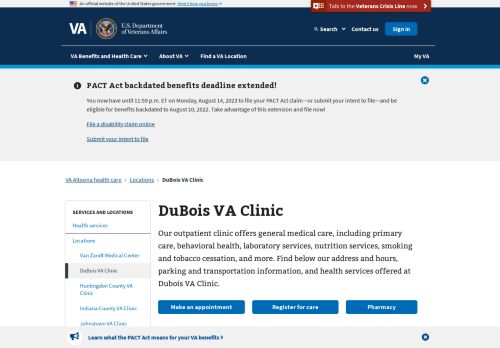 An official website of the United States government Here's how you know
Talk to the Veterans Crisis Line now
VA
U.S. Department
of Veterans Affairs
Search
Contact us
Sign in
VA Benefits and Health Care
About VA
Find a VA Location
My VA
PACT Act backdated benefits deadline extended!
You now have until 11:59 p.m. ET on Monday, August 14, 2023 to file your PACT Act claim—or submit your intent to file—and be
eligible for benefits backdated to August 10, 2022. Take advantage of this extension and file now!
File a disability claim online
Submit your intent to file
VA Altoona health care › Locations › DuBois VA Clinic
SERVICES AND LOCATIONS
Health services
Locations
Van Zandt Medical Center
DuBois VA Clinic
Huntingdon County VA
Clinic
Indiana County VA Clinic
Johnstown VA Clinic
DuBois VA Clinic
Our outpatient clinic offers general medical care, including primary
care, behavioral health, laboratory services, nutrition services, smoking
and tobacco cessation, and more. Find below our address and hours,
parking and transportation information, and health services offered at
Dubois VA Clinic.
Make an appointment
Register for care
Pharmacy
Learn what the PACT Act means for your VA benefits